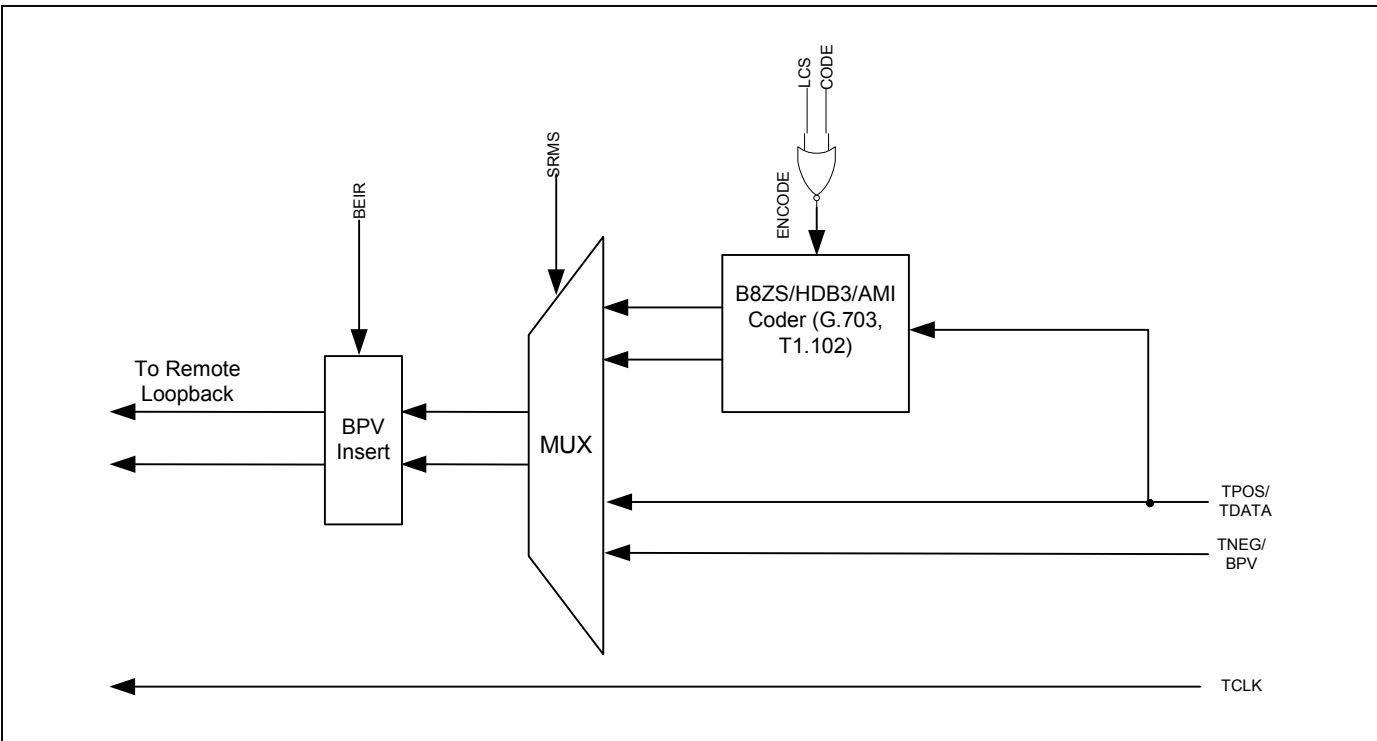 LCS
CODE
SRMS
ENCODE
BEIR
B8ZS/HDB3/AMI
Coder (G.703,
T1.102)
To Remote
Loopback
BPV
Insert
MUX
TPOS/
TDATA
TNEG/
BPV
TCLK